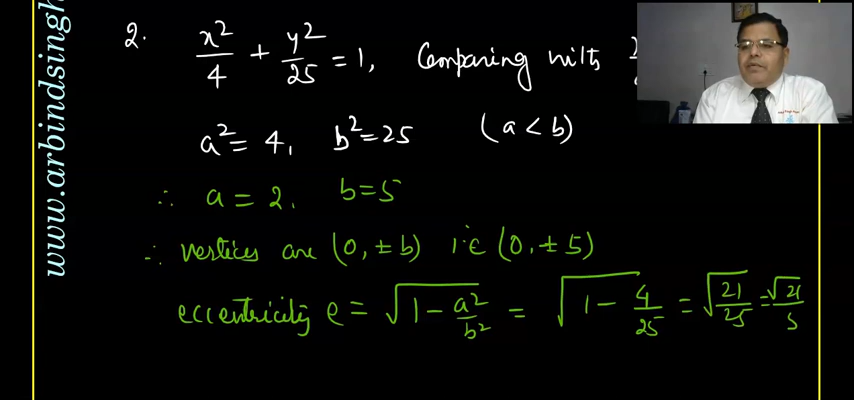 www.arbindsingh
2. x²/4 + y²/25 = 1, Comparing with
a² = 4, b² = 25 (a < b)
∴ a = 2, b = 5
∴ vertices are (0, ± b) i.e (0, ± 5)
eccentricity e = √(1 - a²/b²) = √(1 - 4/25) = √(21/25) = √21/5